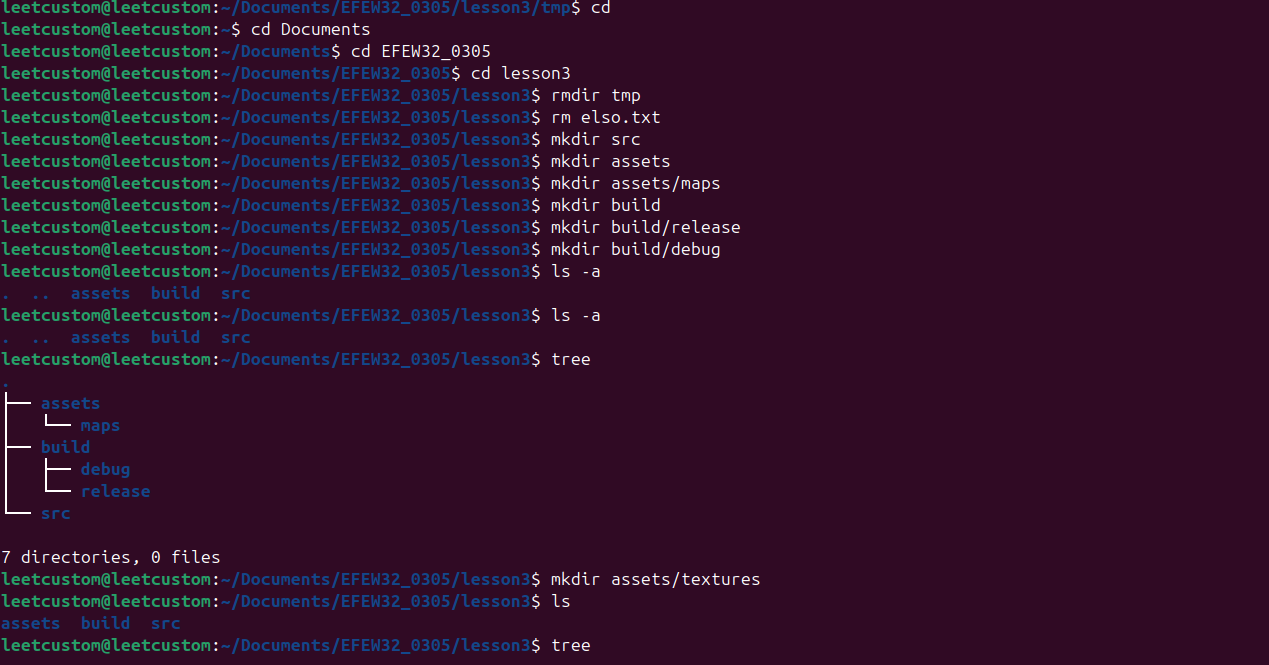 leetcustom@leetcustom:~/Documents/EFEW32_0305/lesson3/tmp$ cd
leetcustom@leetcustom:~$ cd Documents
leetcustom@leetcustom:~/Documents$ cd EFEW32_0305
leetcustom@leetcustom:~/Documents/EFEW32_0305$ cd lesson3
leetcustom@leetcustom:~/Documents/EFEW32_0305/lesson3$ rmdir tmp
leetcustom@leetcustom:~/Documents/EFEW32_0305/lesson3$ rm elso.txt
leetcustom@leetcustom:~/Documents/EFEW32_0305/lesson3$ mkdir src
leetcustom@leetcustom:~/Documents/EFEW32_0305/lesson3$ mkdir assets
leetcustom@leetcustom:~/Documents/EFEW32_0305/lesson3$ mkdir assets/maps
leetcustom@leetcustom:~/Documents/EFEW32_0305/lesson3$ mkdir build
leetcustom@leetcustom:~/Documents/EFEW32_0305/lesson3$ mkdir build/release
leetcustom@leetcustom:~/Documents/EFEW32_0305/lesson3$ mkdir build/debug
leetcustom@leetcustom:~/Documents/EFEW32_0305/lesson3$ ls -a
.  ..  assets  build  src
leetcustom@leetcustom:~/Documents/EFEW32_0305/lesson3$ ls -a
.  ..  assets  build  src
leetcustom@leetcustom:~/Documents/EFEW32_0305/lesson3$ tree
.
├── assets
│   └── maps
├── build
│   ├── debug
│   └── release
└── src
7 directories, 0 files
leetcustom@leetcustom:~/Documents/EFEW32_0305/lesson3$ mkdir assets/textures
leetcustom@leetcustom:~/Documents/EFEW32_0305/lesson3$ ls
assets  build  src
leetcustom@leetcustom:~/Documents/EFEW32_0305/lesson3$ tree